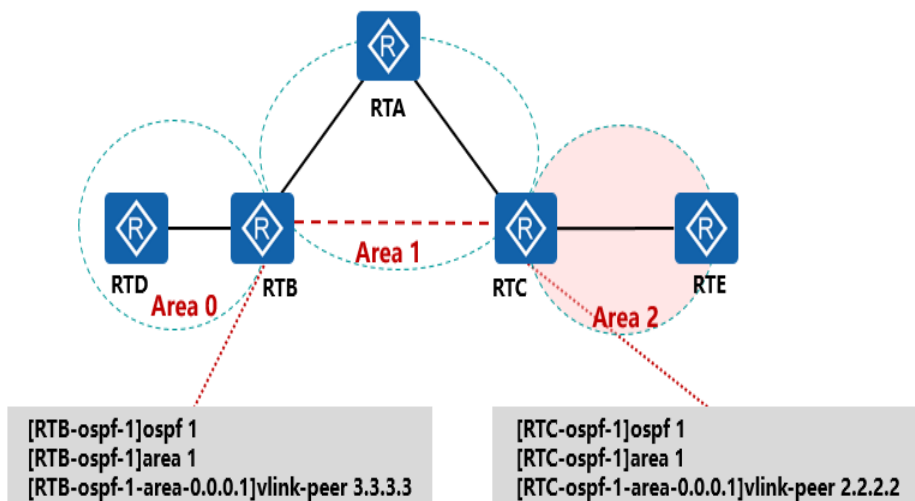 R
RTA
R
R
R
R
Area 1
RTD
RTB
RTC
RTE
Area 0
Area 2
[RTB-ospf-1]ospf 1
[RTB-ospf-1]area 1
[RTB-ospf-1-area-0.0.0.1]vlink-peer 3.3.3.3
[RTC-ospf-1]ospf 1
[RTC-ospf-1]area 1
[RTC-ospf-1-area-0.0.0.1]vlink-peer 2.2.2.2